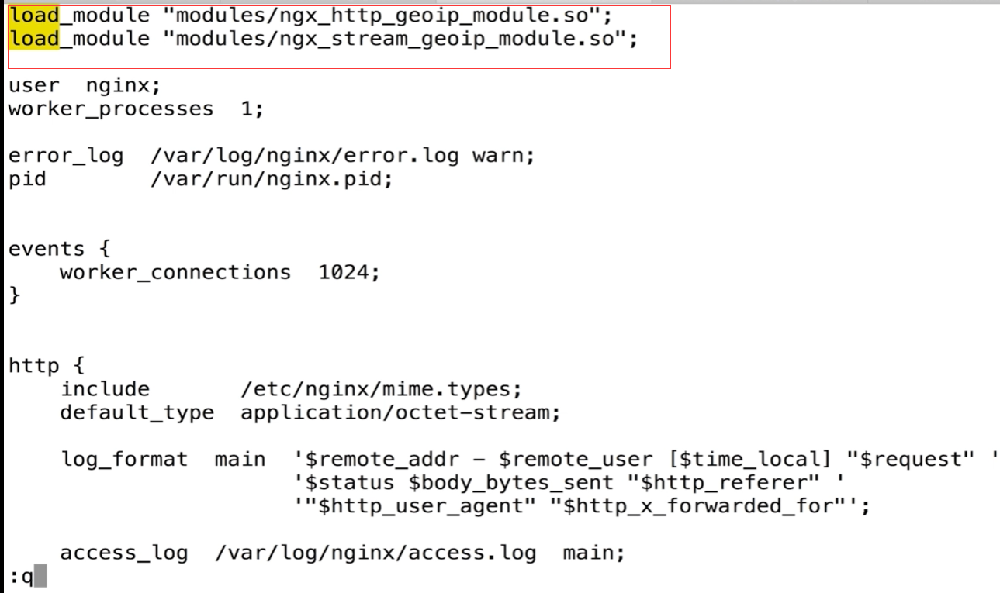 load_module "modules/ngx_http_geoip_module.so";
load_module "modules/ngx_stream_geoip_module.so";
user  nginx;
worker_processes  1;
error_log  /var/log/nginx/error.log warn;
pid        /var/run/nginx.pid;
events {
    worker_connections  1024;
}
http {
    include       /etc/nginx/mime.types;
    default_type  application/octet-stream;
    log_format  main  '$remote_addr - $remote_user [$time_local] "$request" '
                      '$status $body_bytes_sent "$http_referer" '
                      '"$http_user_agent" "$http_x_forwarded_for"';
    access_log  /var/log/nginx/access.log  main;
:q